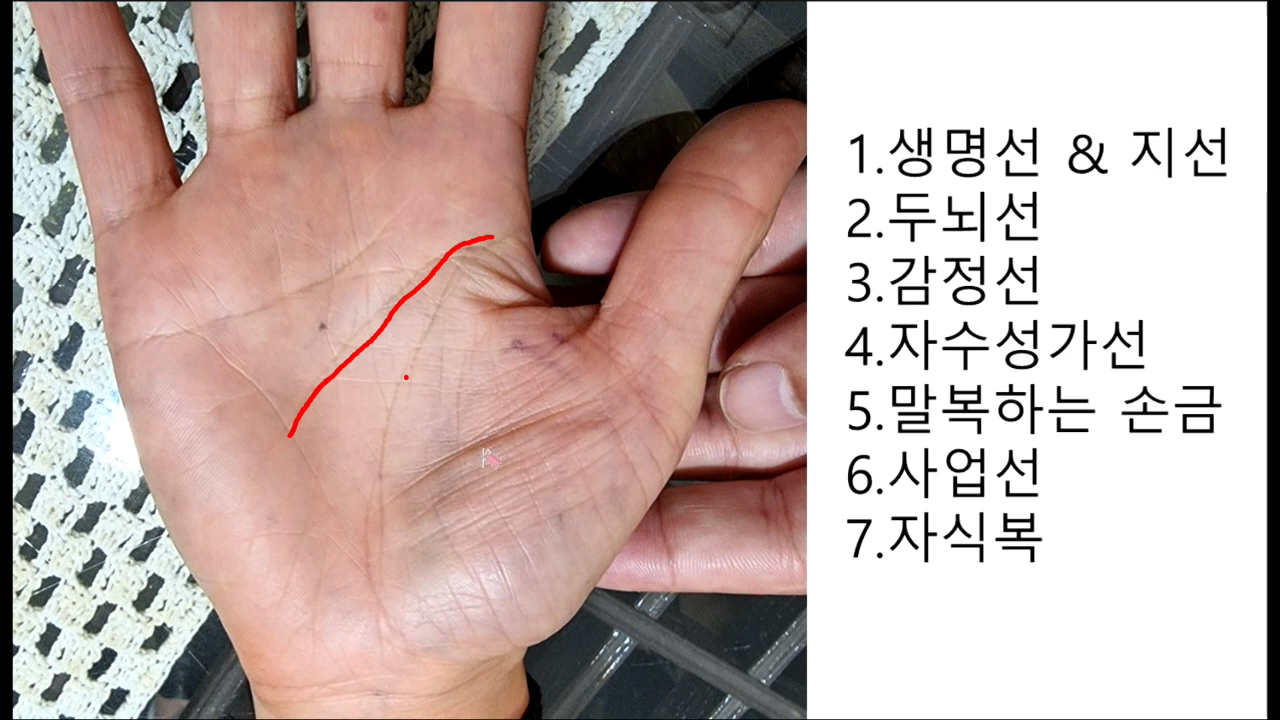 1.생명선 & 지선
2.두뇌선
3.감정선
4.자수성가선
5.말복하는 손금
6.사업선
7.자식복